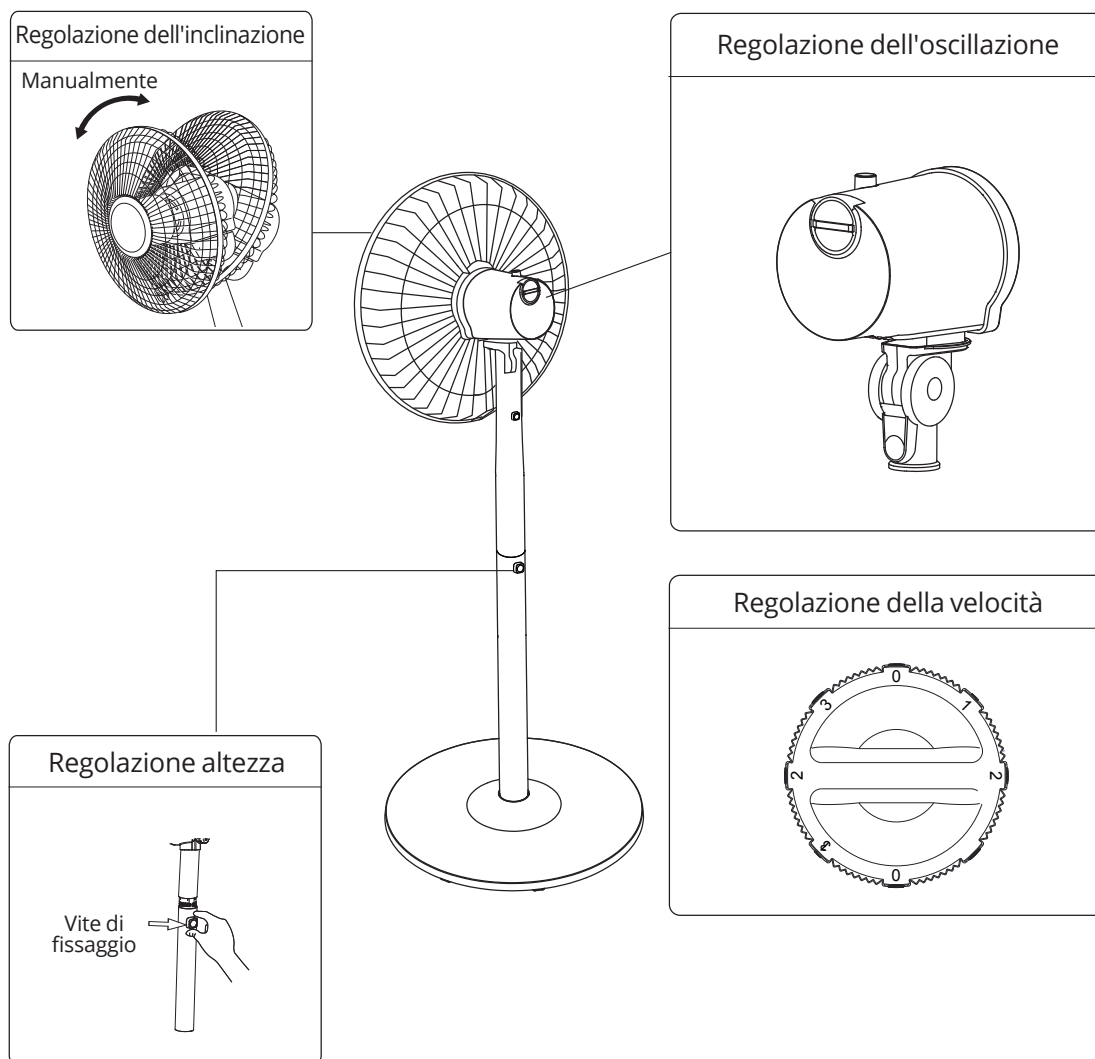 Regolazione dell'inclinazione
Manualmente
Regolazione dell'oscillazione
Regolazione della velocità
0
3
1
2
2
0
Regolazione altezza
Vite di
fissaggio